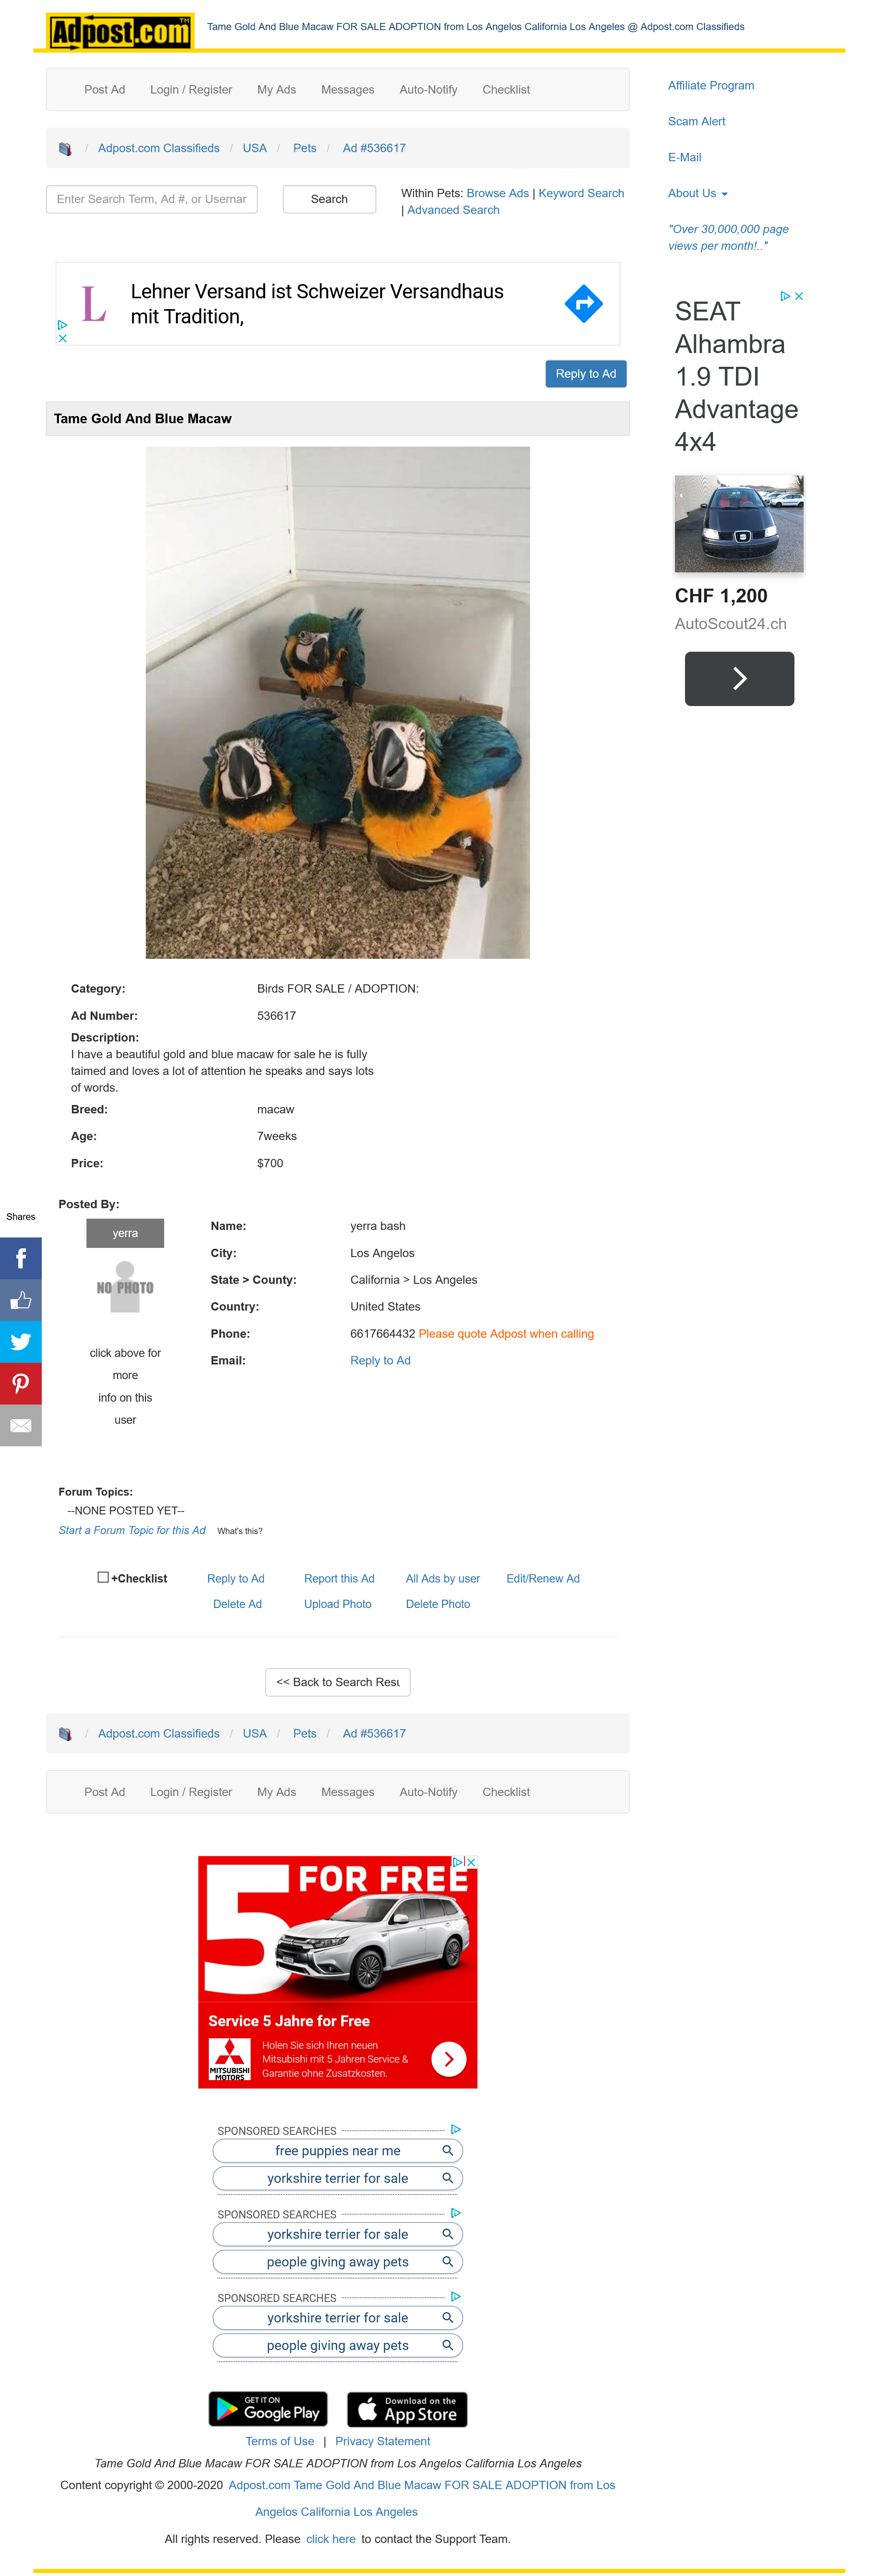 Adpost.com TM
Tame Gold And Blue Macaw FOR SALE ADOPTION from Los Angelos California Los Angeles @ Adpost.com Classifieds
Post Ad Login / Register My Ads Messages Auto-Notify Checklist
/ Adpost.com Classifieds / USA / Pets / Ad #536617
Enter Search Term, Ad #, or Usernar
Search
Within Pets: Browse Ads | Keyword Search
| Advanced Search
Affiliate Program
Scam Alert
E-Mail
About Us
"Over 30,000,000 page
views per month!.."
L
Lehner Versand ist Schweizer Versandhaus
mit Tradition,
Reply to Ad
SEAT
Alhambra
1.9 TDI
Advantage
4x4
CHF 1,200
AutoScout24.ch
Tame Gold And Blue Macaw
Category: Birds FOR SALE / ADOPTION:
Ad Number: 536617
Description:
I have a beautiful gold and blue macaw for sale he is fully
taimed and loves a lot of attention he speaks and says lots
of words.
Breed: macaw
Age: 7weeks
Price: $700
Shares
Posted By:
yerra
NO PHOTO
click above for
more
info on this
user
Name: yerra bash
City: Los Angelos
State > County: California > Los Angeles
Country: United States
Phone: 6617664432 Please quote Adpost when calling
Email: Reply to Ad
Forum Topics:
--NONE POSTED YET--
Start a Forum Topic for this Ad What's this?
+Checklist Reply to Ad Report this Ad All Ads by user Edit/Renew Ad
Delete Ad Upload Photo Delete Photo
<< Back to Search Resu
/ Adpost.com Classifieds / USA / Pets / Ad #536617
Post Ad Login / Register My Ads Messages Auto-Notify Checklist
5 FOR FREE
Service 5 Jahre for Free
MITSUBISHI
MOTORS
Holen Sie sich Ihren neuen
Mitsubishi mit 5 Jahren Service &
Garantie ohne Zusatzkosten.
SPONSORED SEARCHES
free puppies near me
yorkshire terrier for sale
SPONSORED SEARCHES
yorkshire terrier for sale
people giving away pets
SPONSORED SEARCHES
yorkshire terrier for sale
people giving away pets
GET IT ON
Google Play
Download on the
App Store
Terms of Use | Privacy Statement
Tame Gold And Blue Macaw FOR SALE ADOPTION from Los Angelos California Los Angeles
Content copyright © 2000-2020 Adpost.com Tame Gold And Blue Macaw FOR SALE ADOPTION from Los
Angelos California Los Angeles
All rights reserved. Please click here to contact the Support Team.